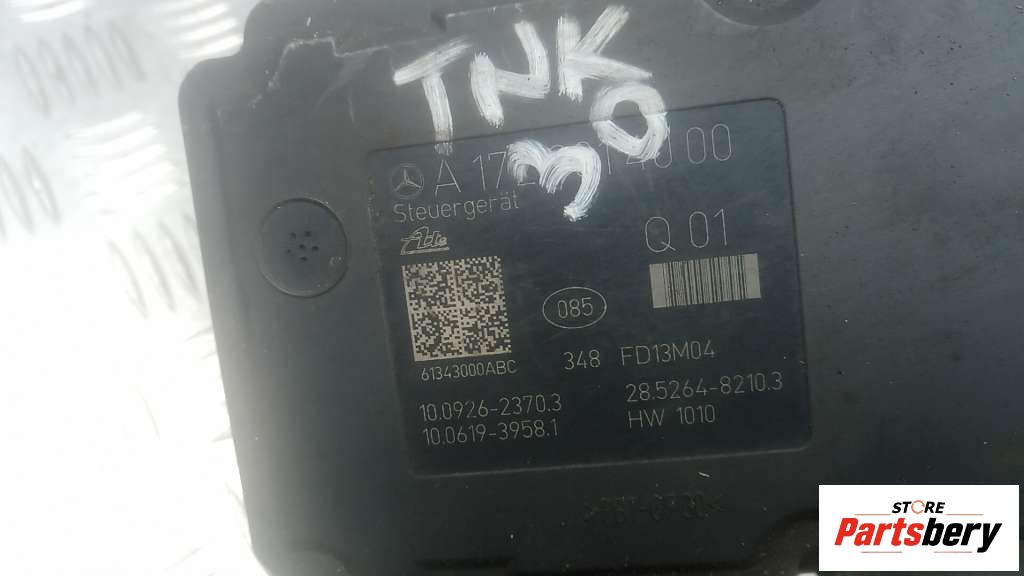 TNK
30
A 17 00
Steuergerät
Ate
Q 01
085
61343000ABC
348 FD13M04
10.0926-2370.3
28.5264-8210.3
10.0619-3958.1
HW 1010
STORE
Partsbery